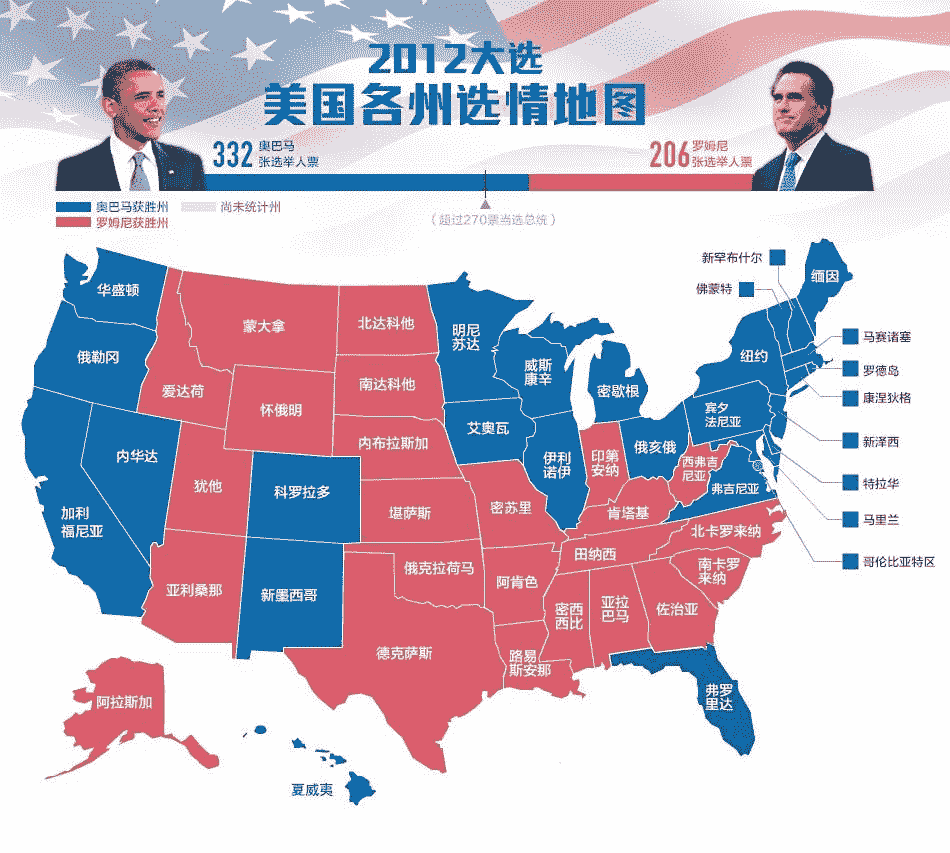 2012大选
美国各州选情地图
332 奥巴马
张选举人票
206 罗姆尼
张选举人票
奥巴马获胜州
尚未统计州
罗姆尼获胜州
(超过270票当选总统)
新罕布什尔
佛蒙特
缅因
华盛顿
蒙大拿
北达科他
明尼
苏达
马赛诸塞
俄勒冈
纽约
威斯
康辛
罗德岛
爱达荷
南达科他
密歇根
康涅狄格
怀俄明
宾夕
法尼亚
内布拉斯加
艾奥瓦
新泽西
内华达
俄亥俄
伊利
诺伊
印第
安纳
西弗吉
尼亚
特拉华
犹他
科罗拉多
弗吉尼亚
加利
福尼亚
堪萨斯
密苏里
肯塔基
马里兰
北卡罗来纳
田纳西
哥伦比亚特区
俄克拉荷马
南卡罗
来纳
亚利桑那
新墨西哥
阿肯色
密西
西比
亚拉
巴马
佐治亚
德克萨斯
路易
斯安那
阿拉斯加
弗罗
里达
夏威夷